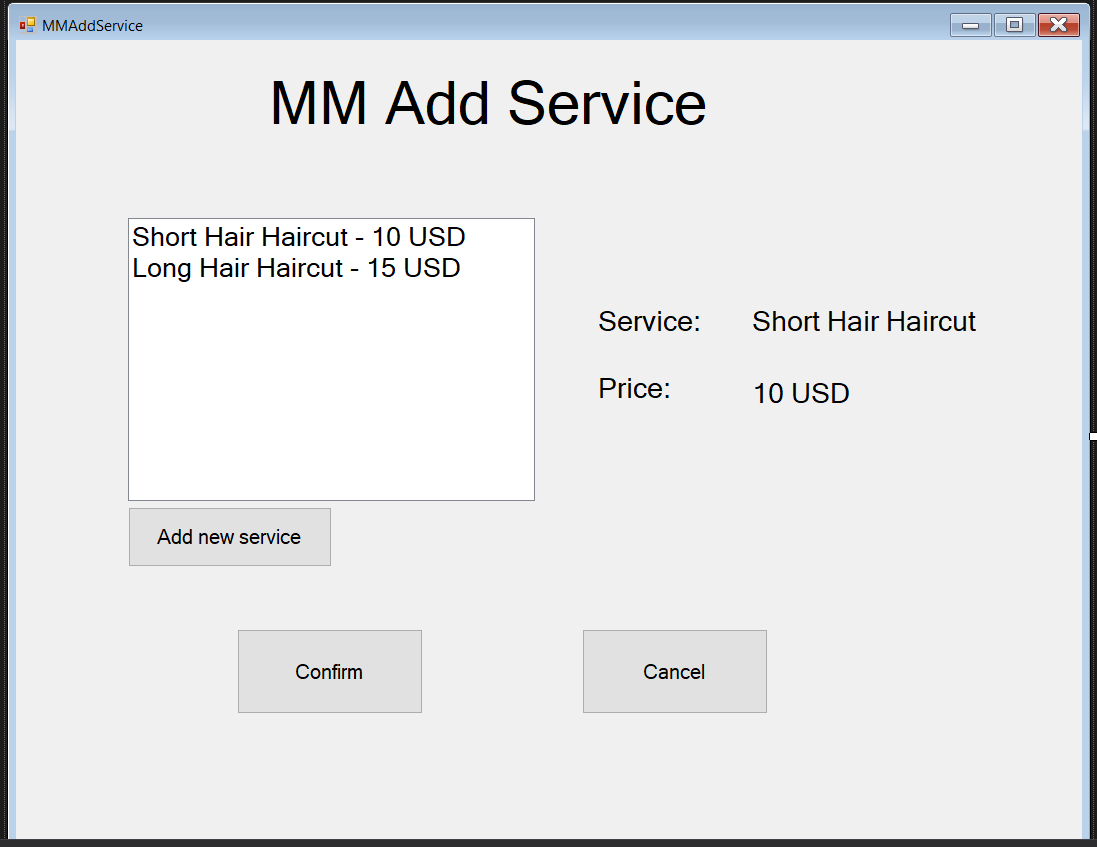 MMAddService
MM Add Service
Short Hair Haircut - 10 USD
Long Hair Haircut - 15 USD
Service: Short Hair Haircut
Price: 10 USD
Add new service
Confirm Cancel